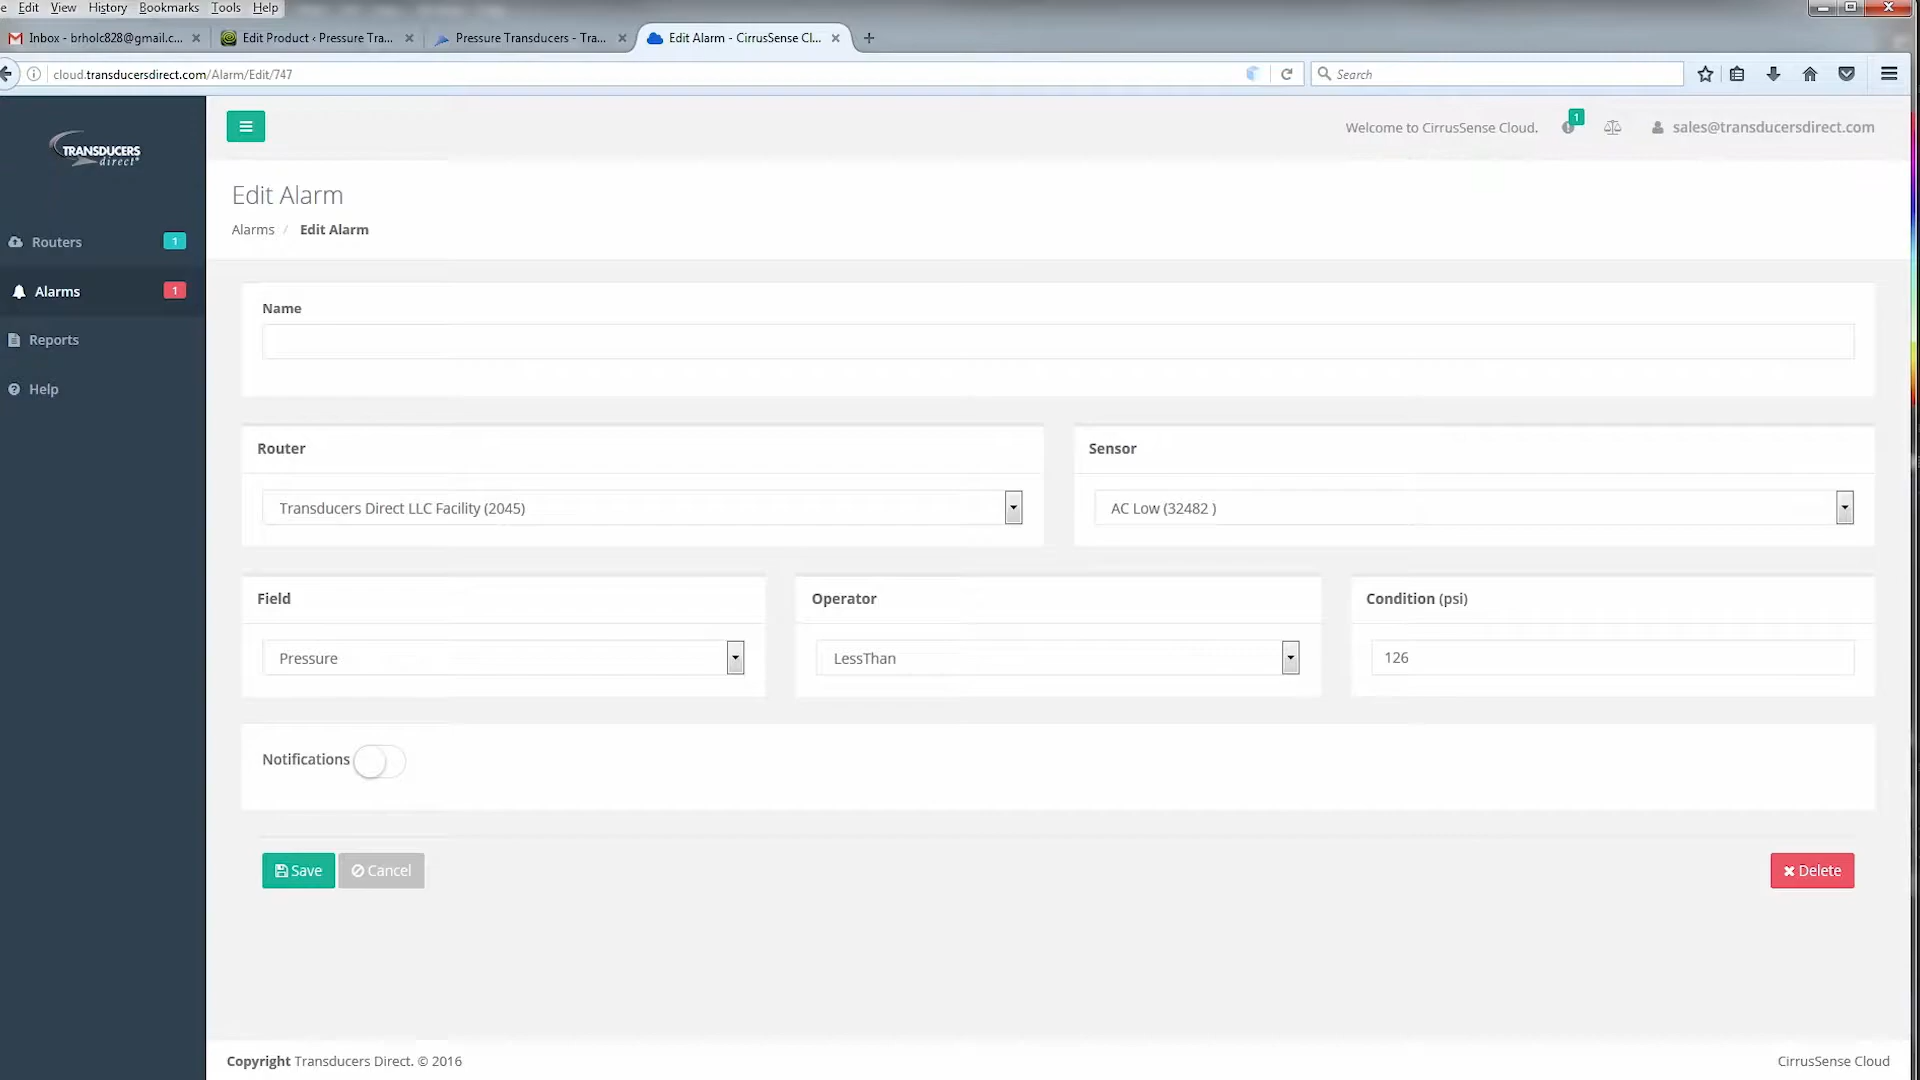 Edit View History Bookmarks Tools Help
Inbox - brholc828@gmail.c... Edit Product ‹ Pressure Tra... Pressure Transducers - Tra... Edit Alarm - CirrusSense Cl...
cloud.transducersdirect.com/Alarm/Edit/747 Search
TRANSDUCERS
direct
Welcome to CirrusSense Cloud. 1 sales@transducersdirect.com
Edit Alarm
Alarms / Edit Alarm
Routers 1
Alarms 1
Reports
Help
Name
Router Sensor
Transducers Direct LLC Facility (2045) AC Low (32482 )
Field Operator Condition (psi)
Pressure LessThan 126
Notifications
Save Cancel Delete
Copyright Transducers Direct. © 2016 CirrusSense Cloud